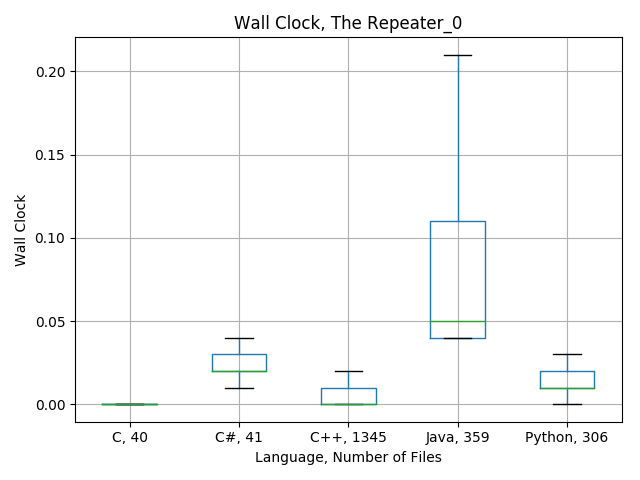 Wall Clock, The Repeater_0
0.20
0.15
0.10
0.05
0.00
Wall Clock
C, 40
C#, 41
C++, 1345
Java, 359
Python, 306
Language, Number of Files